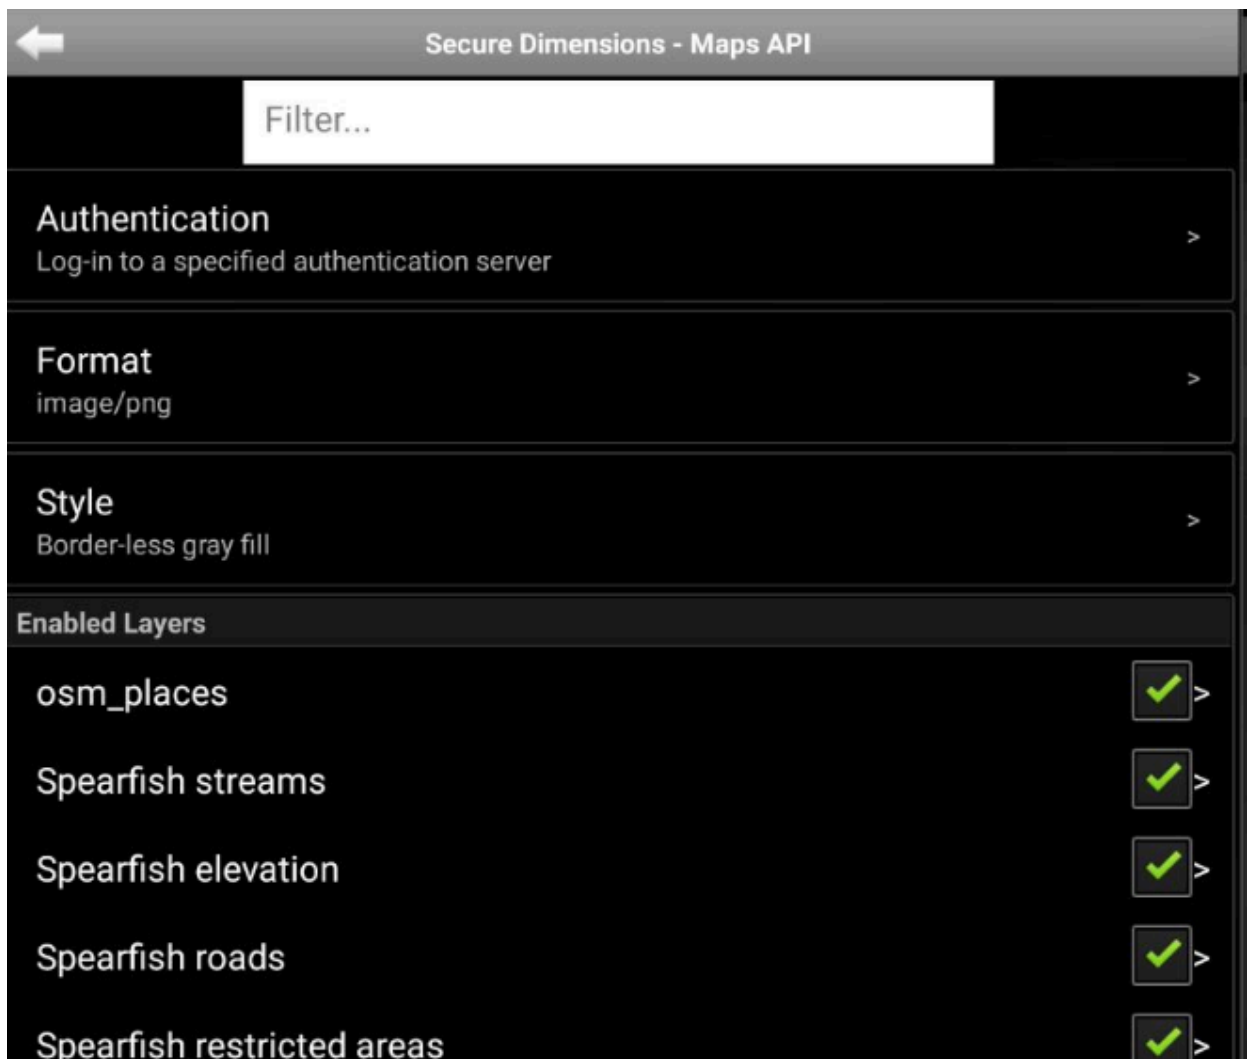 Secure Dimensions - Maps API
Filter...
Authentication
Log-in to a specified authentication server
>
Format
image/png
>
Style
Border-less gray fill
>
Enabled Layers
osm_places >
Spearfish streams >
Spearfish elevation >
Spearfish roads >
Spearfish restricted areas >